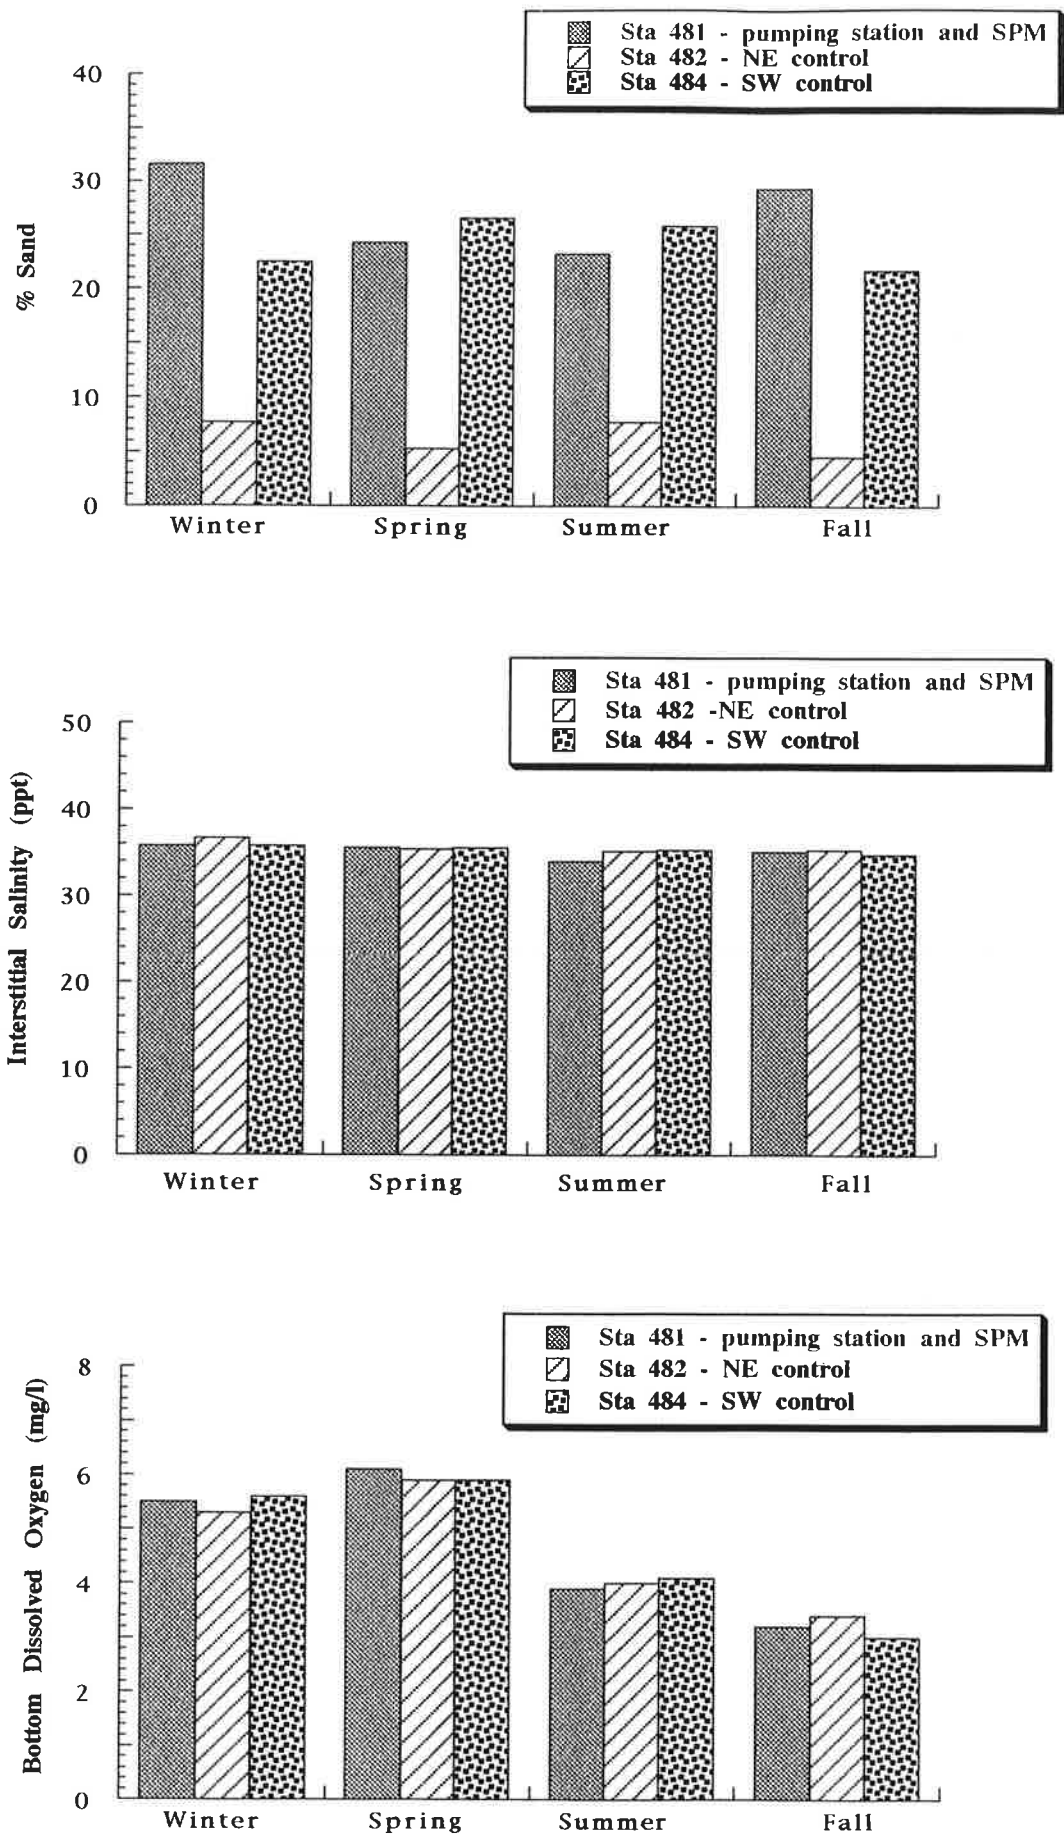 Sta 481 - pumping station and SPM
Sta 482 - NE control
Sta 484 - SW control
40
30
20
10
0
% Sand
Winter Spring Summer Fall
Sta 481 - pumping station and SPM
Sta 482 -NE control
Sta 484 - SW control
50
40
30
20
10
0
Interstitial Salinity (ppt)
Winter Spring Summer Fall
Sta 481 - pumping station and SPM
Sta 482 - NE control
Sta 484 - SW control
8
6
4
2
0
Bottom Dissolved Oxygen (mg/l)
Winter Spring Summer Fall